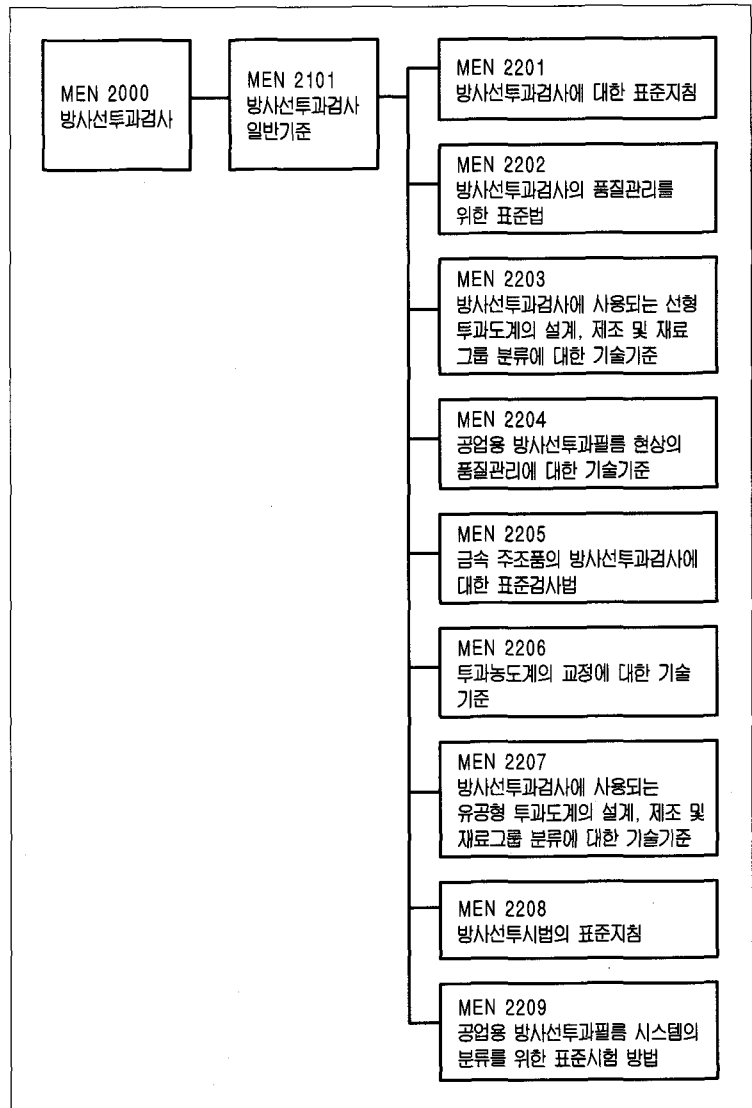 MEN 2000
방사선투과검사
MEN 2101
방사선투과검사
일반기준
MEN 2201
방사선투과검사에 대한 표준지침
MEN 2202
방사선투과검사의 품질관리를
위한 표준법
MEN 2203
방사선투과검사에 사용되는 선형
투과도계의 설계, 제조 및 재료
그룹 분류에 대한 기술기준
MEN 2204
공업용 방사선투과필름 현상의
품질관리에 대한 기술기준
MEN 2205
금속 주조품의 방사선투과검사에
대한 표준검사법
MEN 2206
투과농도계의 교정에 대한 기술
기준
MEN 2207
방사선투과검사에 사용되는
유공형 투과도계의 설계, 제조 및
재료그룹 분류에 대한 기술기준
MEN 2208
방사선투시법의 표준지침
MEN 2209
공업용 방사선투과필름 시스템의
분류를 위한 표준시험 방법